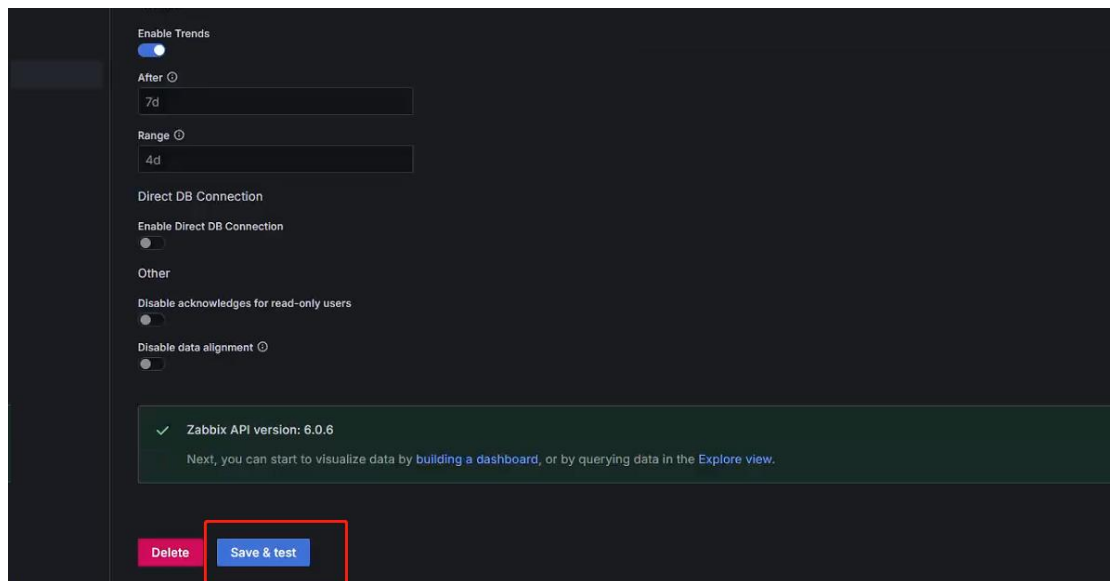 Enable Trends
After
7d
Range
4d
Direct DB Connection
Enable Direct DB Connection
Other
Disable acknowledges for read-only users
Disable data alignment
Zabbix API version: 6.0.6
Next, you can start to visualize data by building a dashboard, or by querying data in the Explore view.
Delete Save & test